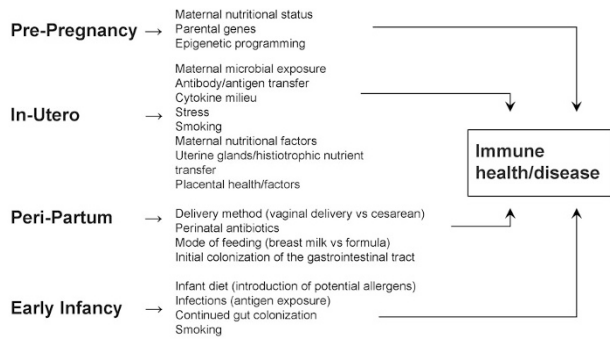 Pre-Pregnancy →
Maternal nutritional status
Parental genes
Epigenetic programming
In-Utero →
Maternal microbial exposure
Antibody/antigen transfer
Cytokine milieu
Stress
Smoking
Maternal nutritional factors
Uterine glands/histiotrophic nutrient
transfer
Placental health/factors
Peri-Partum →
Delivery method (vaginal delivery vs cesarean)
Perinatal antibiotics
Mode of feeding (breast milk vs formula)
Initial colonization of the gastrointestinal tract
Early Infancy →
Infant diet (introduction of potential allergens)
Infections (antigen exposure)
Continued gut colonization
Smoking
Immune
health/disease